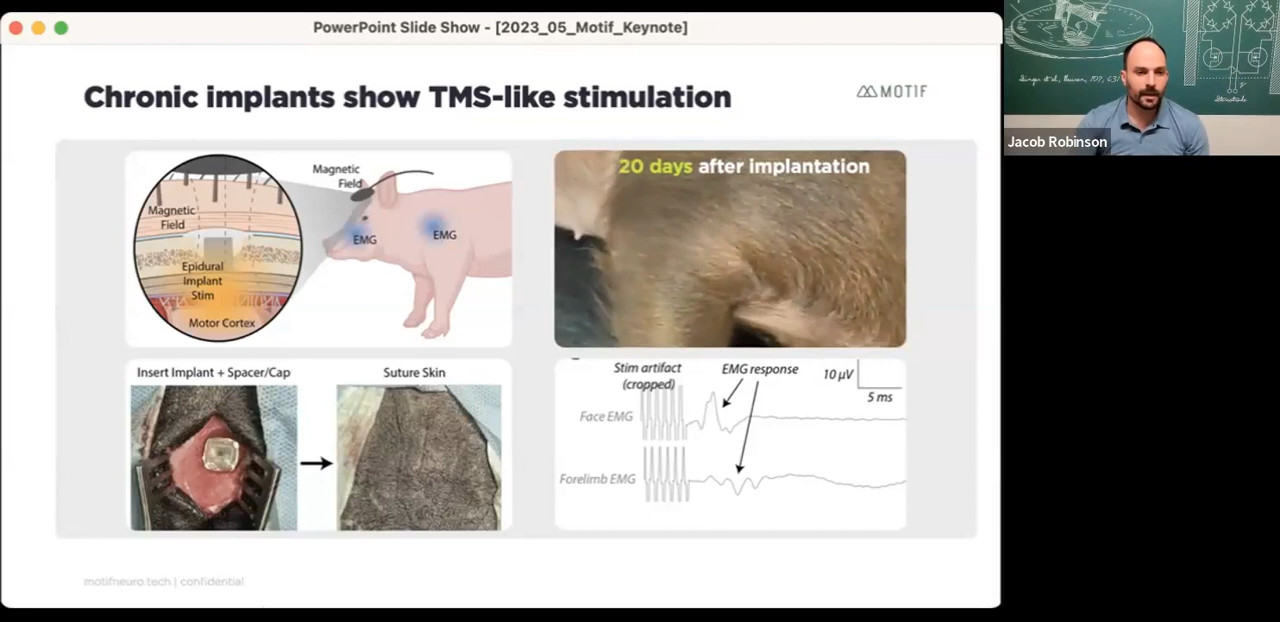 PowerPoint Slide Show - [2023_05_Motif_Keynote]
Chronic implants show TMS-like stimulation
MOTIF
Magnetic
Field
Magnetic
Field
EMG
EMG
Epidural
Implant
Stim
Motor Cortex
20 days after implantation
Insert Implant + Spacer/Cap
Suture Skin
Stim artifact
(cropped)
EMG response
10 μV
5 ms
Face EMG
Forelimb EMG
motifneuro.tech | confidential
Jacob Robinson